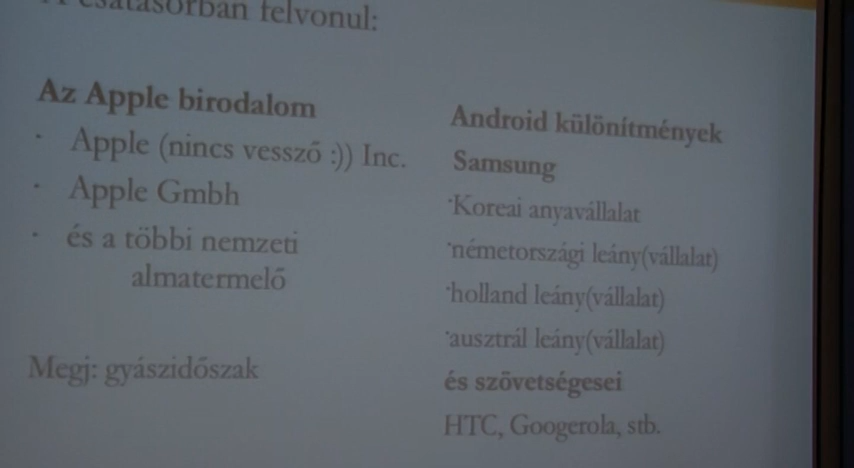 A csatasorban felvonul:
Az Apple birodalom
· Apple (nincs vessző :)) Inc.
· Apple Gmbh
· és a többi nemzeti
almatermelő
Megj: gyászidőszak
Android különítmények
Samsung
·Koreai anyavállalat
·németországi leány(vállalat)
·holland leány(vállalat)
·ausztrál leány(vállalat)
és szövetségesei
HTC, Googerola, stb.